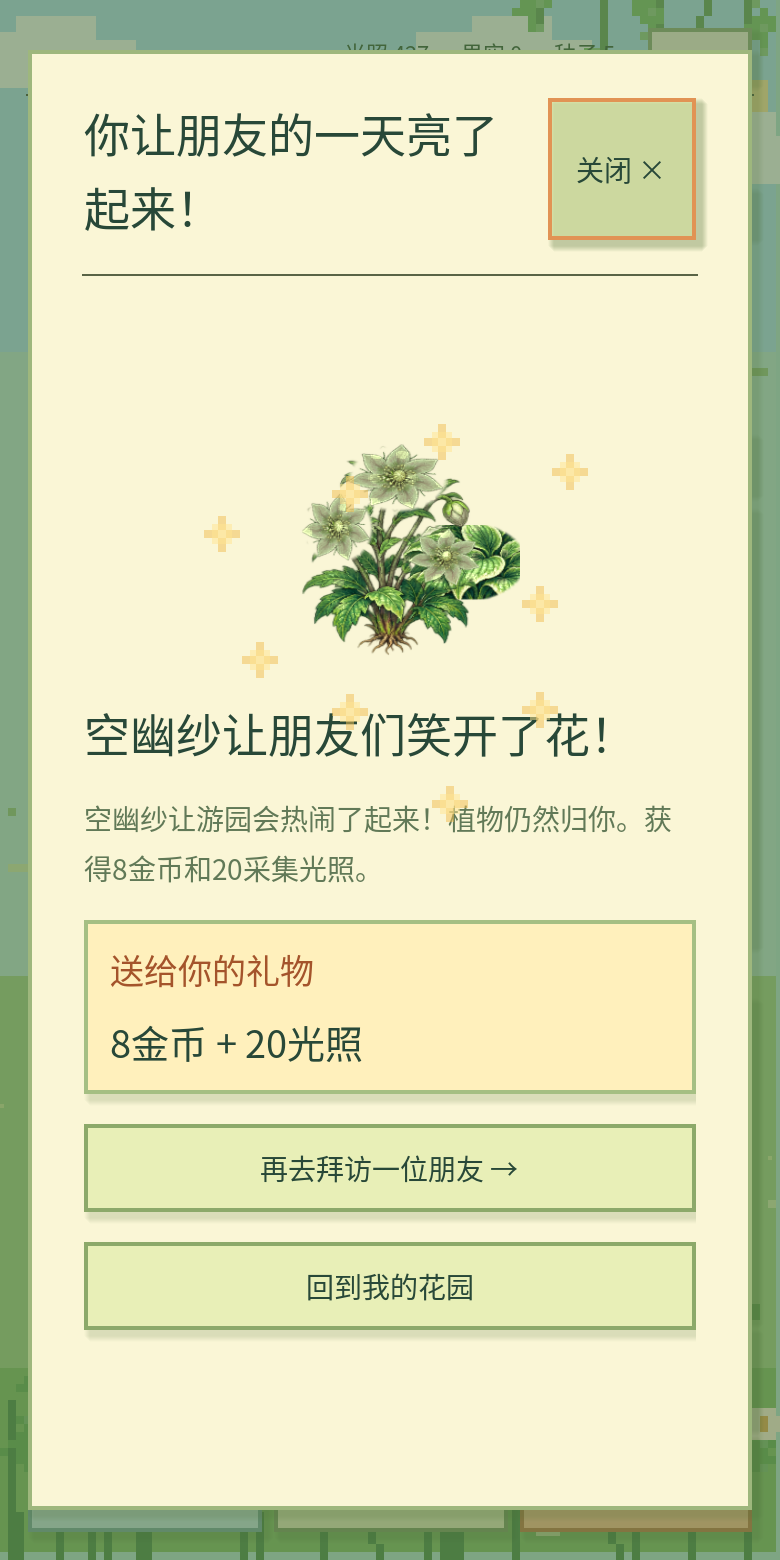 你让朋友的一天亮了
起来！
关闭 ×
空幽纱让朋友们笑开了花！
空幽纱让游园会热闹了起来！植物仍然归你。获
得8金币和20采集光照。
送给你的礼物
8金币 + 20光照
再去拜访一位朋友 →
回到我的花园